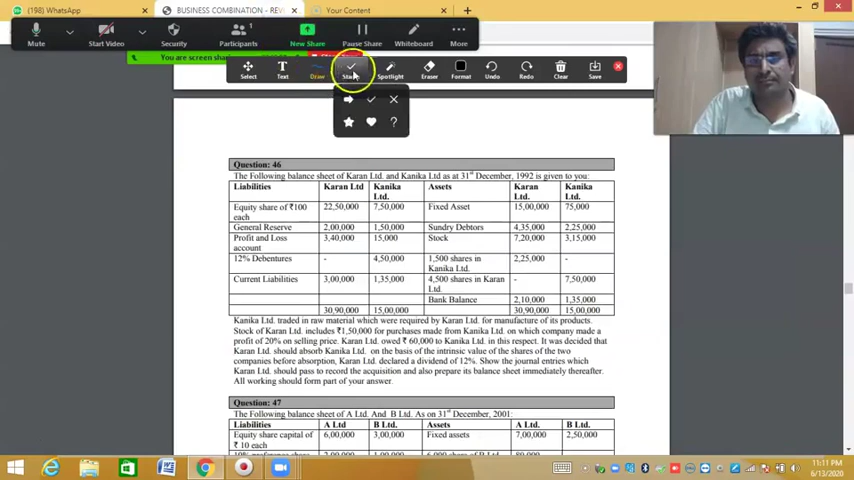 (198) WhatsApp
BUSINESS COMBINATION - REV
Your Content
Mute
Start Video
Security
Participants
1
New Share
Pause Share
Whiteboard
More
You are screen sharing
Select
Text
Draw
Spotlight
Eraser
Format
Undo
Redo
Clear
Save
Question: 46
The Following balance sheet of Karan Ltd. and Kanika Ltd as at 31st December, 1992 is given to you:
Liabilities Karan Ltd Kanika Ltd. Assets Karan Ltd. Kanika Ltd.
Equity share of ₹100 each 22,50,000 7,50,000 Fixed Asset 15,00,000 75,000
General Reserve 2,00,000 1,50,000 Sundry Debtors 4,35,000 2,25,000
Profit and Loss account 3,40,000 15,000 Stock 7,20,000 3,15,000
12% Debentures - 4,50,000 1,500 shares in Kanika Ltd. 2,25,000
Current Liabilities 3,00,000 1,35,000 4,500 shares in Karan Ltd. - 7,50,000
Bank Balance 2,10,000 1,35,000
30,90,000 15,00,000 30,90,000 15,00,000
Kanika Ltd. traded in raw material which were required by Karan Ltd. for manufacture of its products.
Stock of Karan Ltd. includes ₹1,50,000 for purchases made from Kanika Ltd. on which company made a
profit of 20% on selling price. Karan Ltd. owed ₹ 60,000 to Kanika in this respect. It was decided that
Karan Ltd. should absorb Kanika Ltd. on the basis of the intrinsic value of the shares of the two
companies before absorption, Karan Ltd. declared a dividend of 12%. Show the journal entries which
Karan Ltd. should pass to record the acquisition and also prepare its balance sheet immediately thereafter.
All working should form part of your answer.
Question: 47
The Following balance sheet of A Ltd. And B Ltd. As on 31st December, 2001:
Liabilities A Ltd B Ltd. Assets A Ltd. B Ltd.
Equity share capital of ₹ 10 each 6,00,000 3,00,000 Fixed assets 7,00,000 2,50,000
11:11 PM
6/13/2020